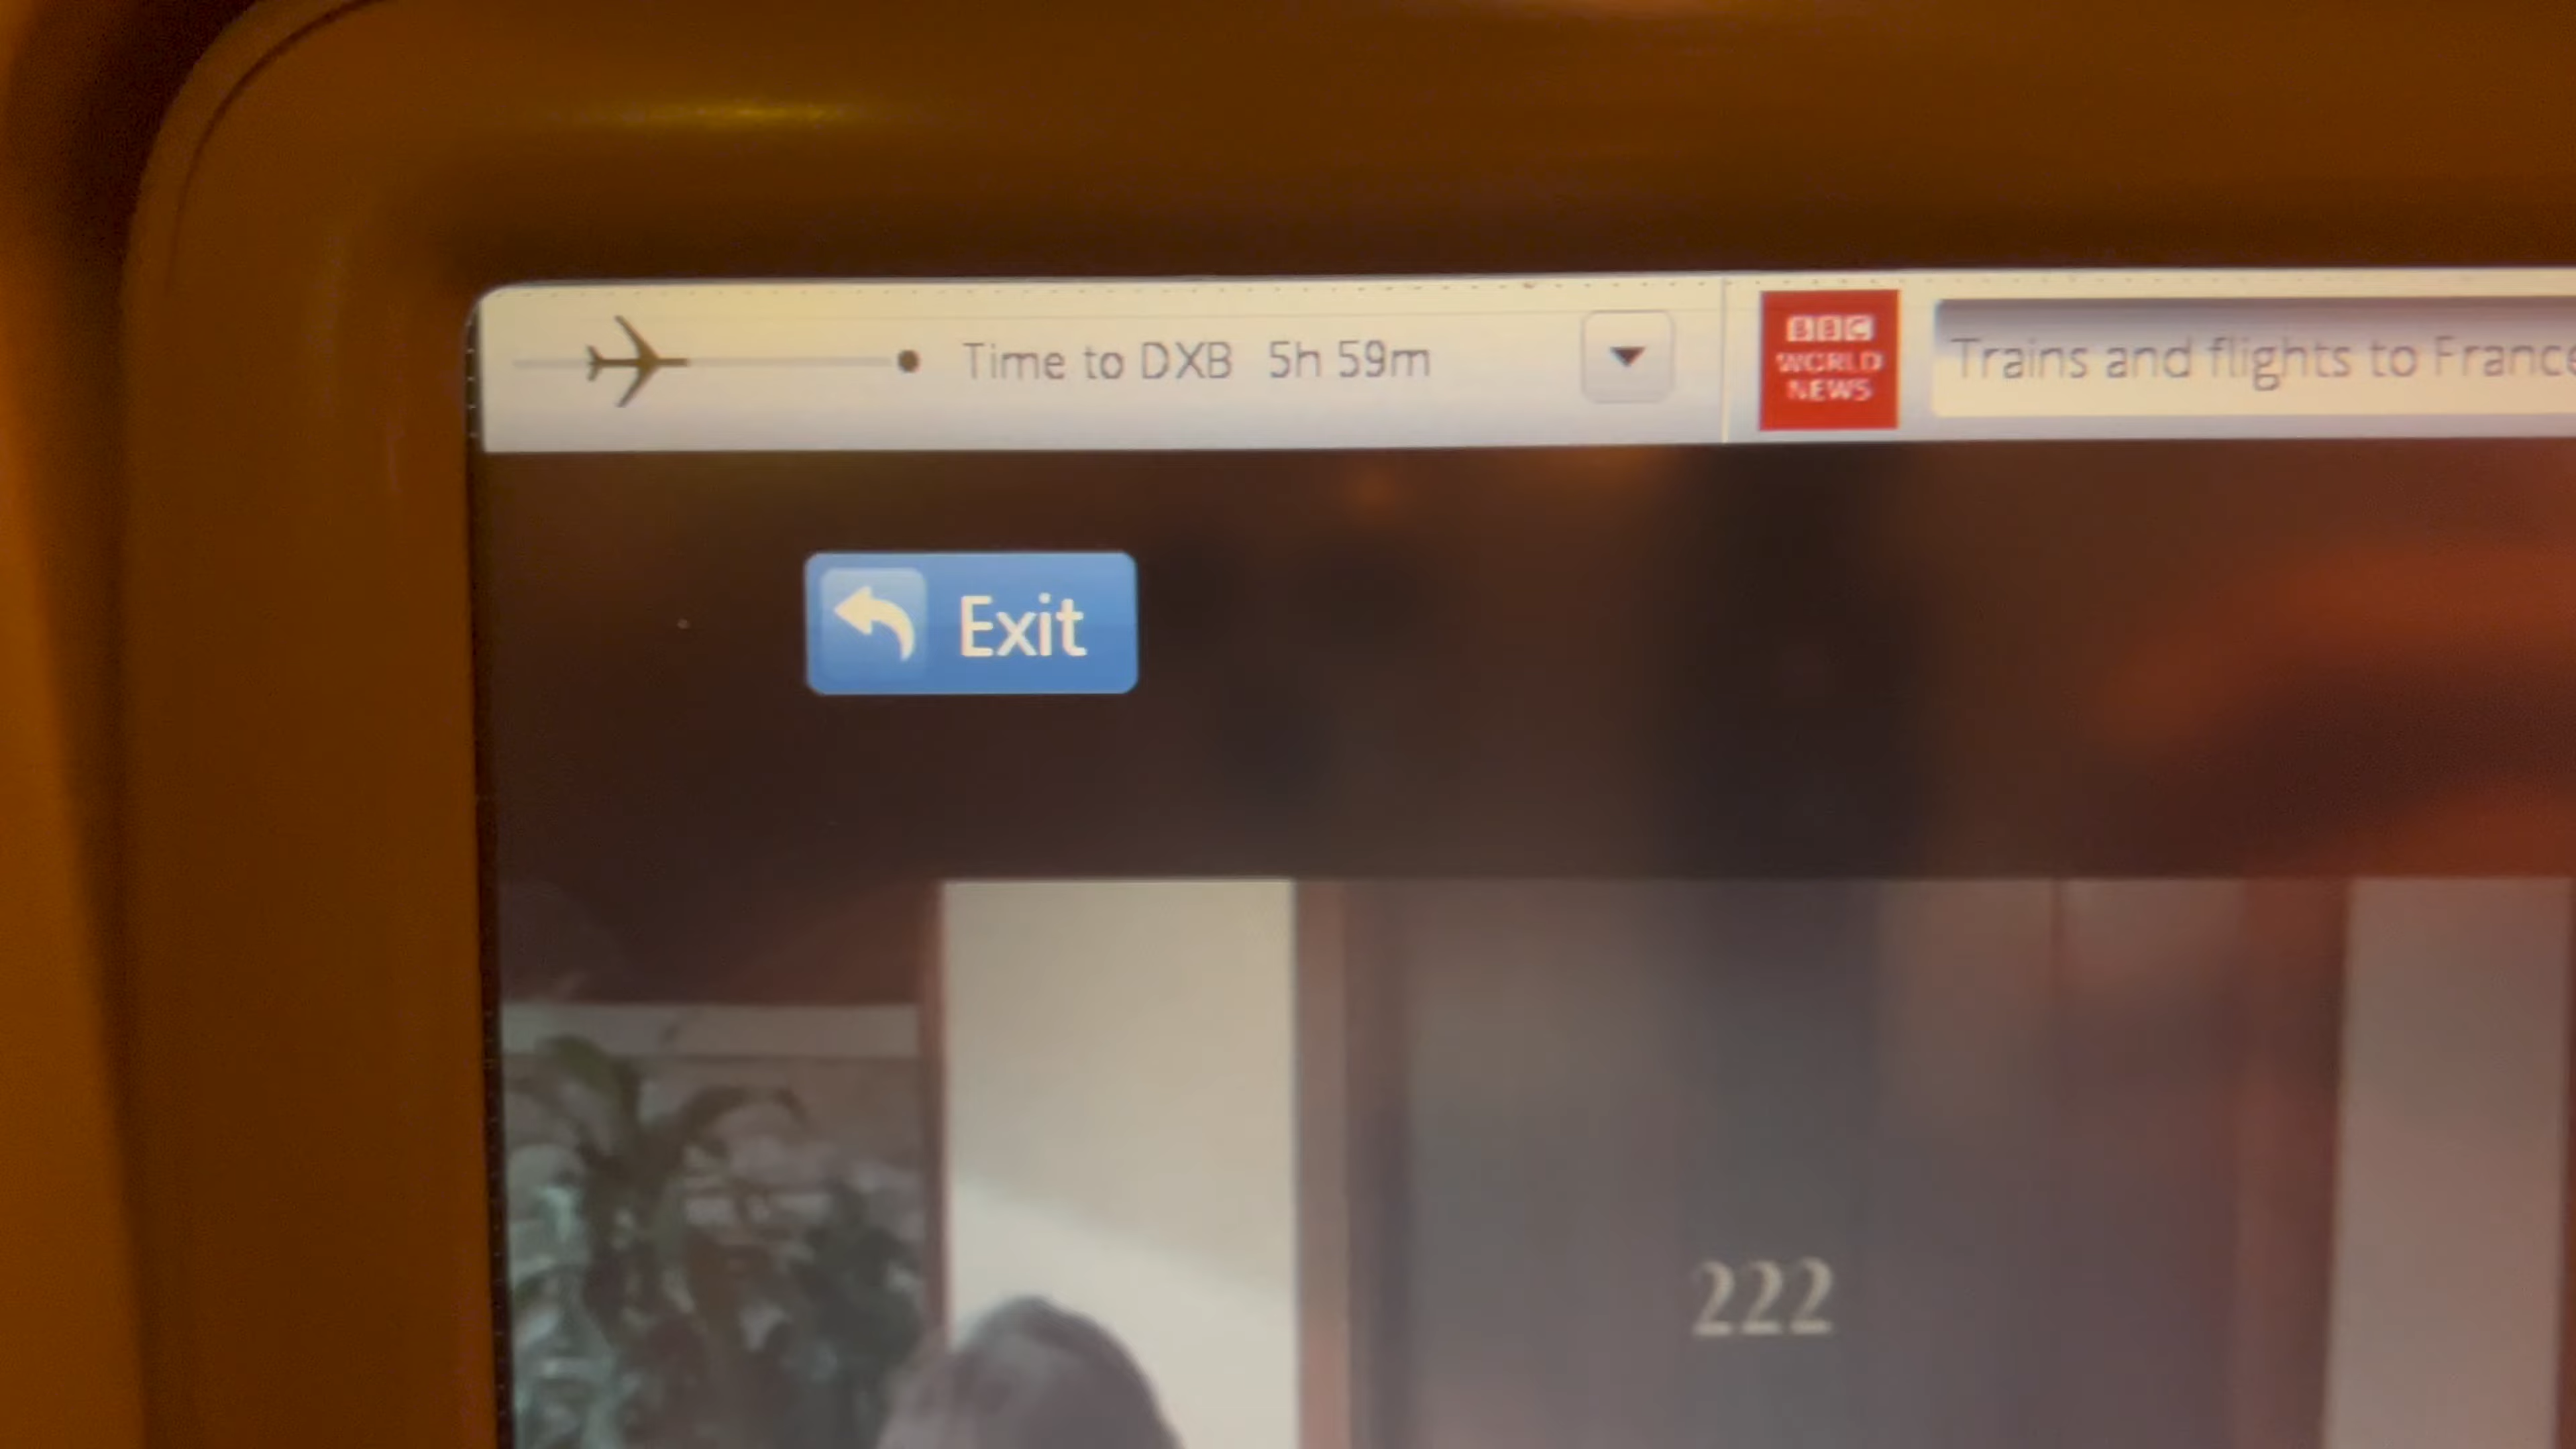 Time to DXB 5h 59m
BBC
WORLD
NEWS
Trains and flights to France
Exit
222